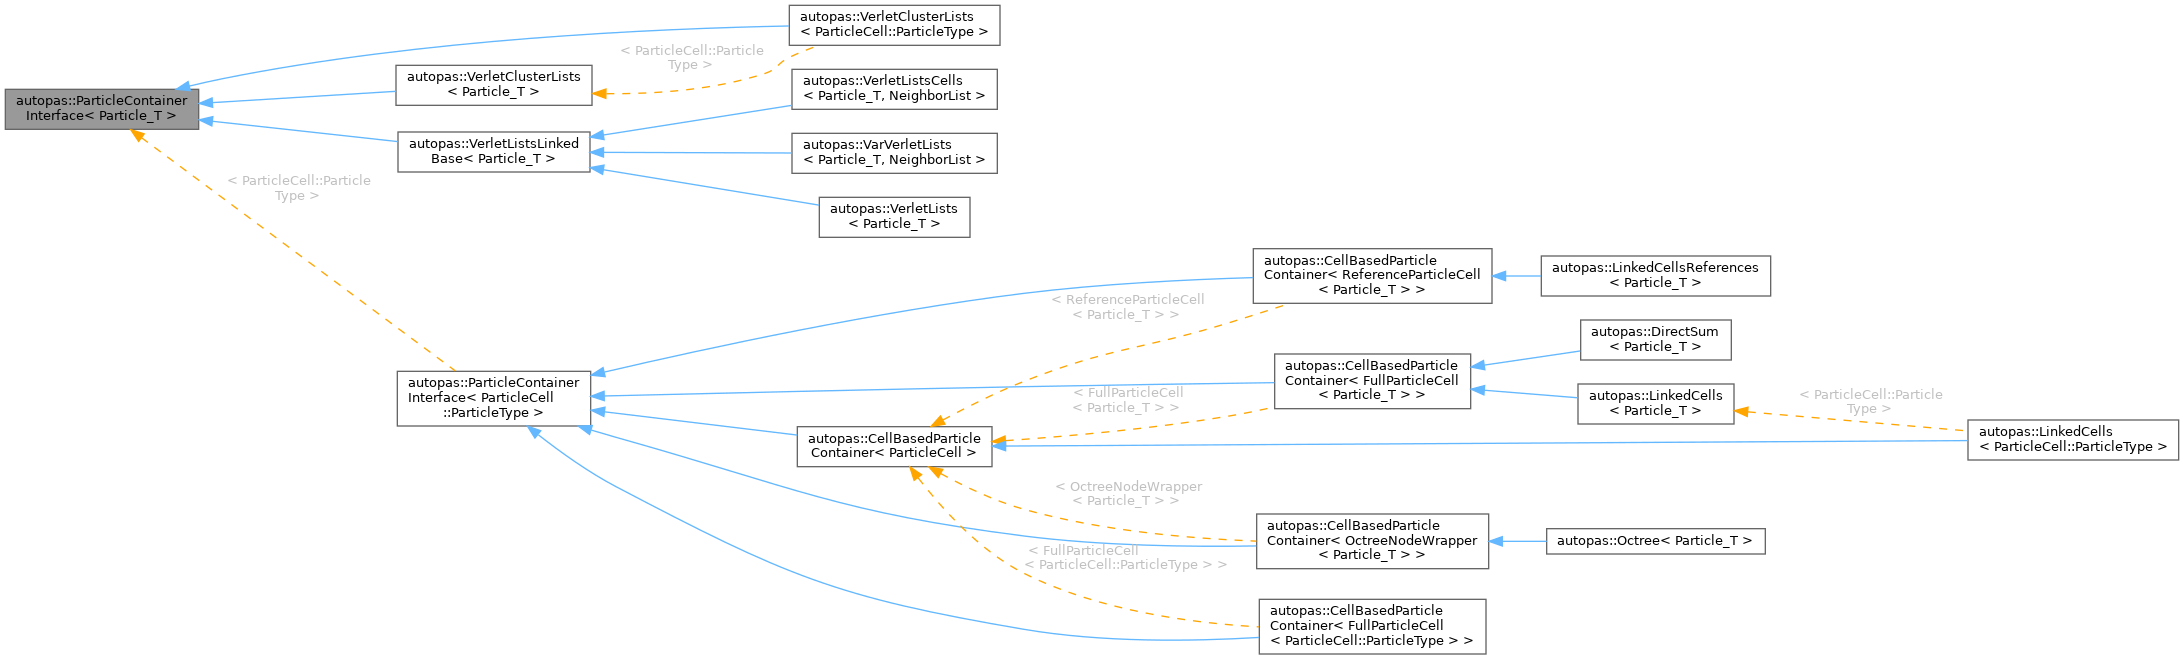 autopas::ParticleContainer
Interface< Particle_T >
autopas::VerletClusterLists
< ParticleCell::ParticleType >
< ParticleCell::Particle
Type >
autopas::VerletClusterLists
< Particle_T >
autopas::VerletListsCells
< Particle_T, NeighborList >
autopas::VerletListsLinked
Base< Particle_T >
autopas::VarVerletLists
< Particle_T, NeighborList >
autopas::VerletLists
< Particle_T >
< ParticleCell::Particle
Type >
autopas::CellBasedParticle
Container< ReferenceParticleCell
< Particle_T > >
autopas::LinkedCellsReferences
< Particle_T >
< ReferenceParticleCell
< Particle_T > >
autopas::DirectSum
< Particle_T >
autopas::CellBasedParticle
Container< FullParticleCell
< Particle_T > >
autopas::ParticleContainer
Interface< ParticleCell
::ParticleType >
< FullParticleCell
< Particle_T > >
autopas::LinkedCells
< Particle_T >
< ParticleCell::Particle
Type >
autopas::CellBasedParticle
Container< ParticleCell >
autopas::LinkedCells
< ParticleCell::ParticleType >
< OctreeNodeWrapper
< Particle_T > >
autopas::CellBasedParticle
Container< OctreeNodeWrapper
< Particle_T > >
autopas::Octree< Particle_T >
< FullParticleCell
< ParticleCell::ParticleType > >
autopas::CellBasedParticle
Container< FullParticleCell
< ParticleCell::ParticleType > >